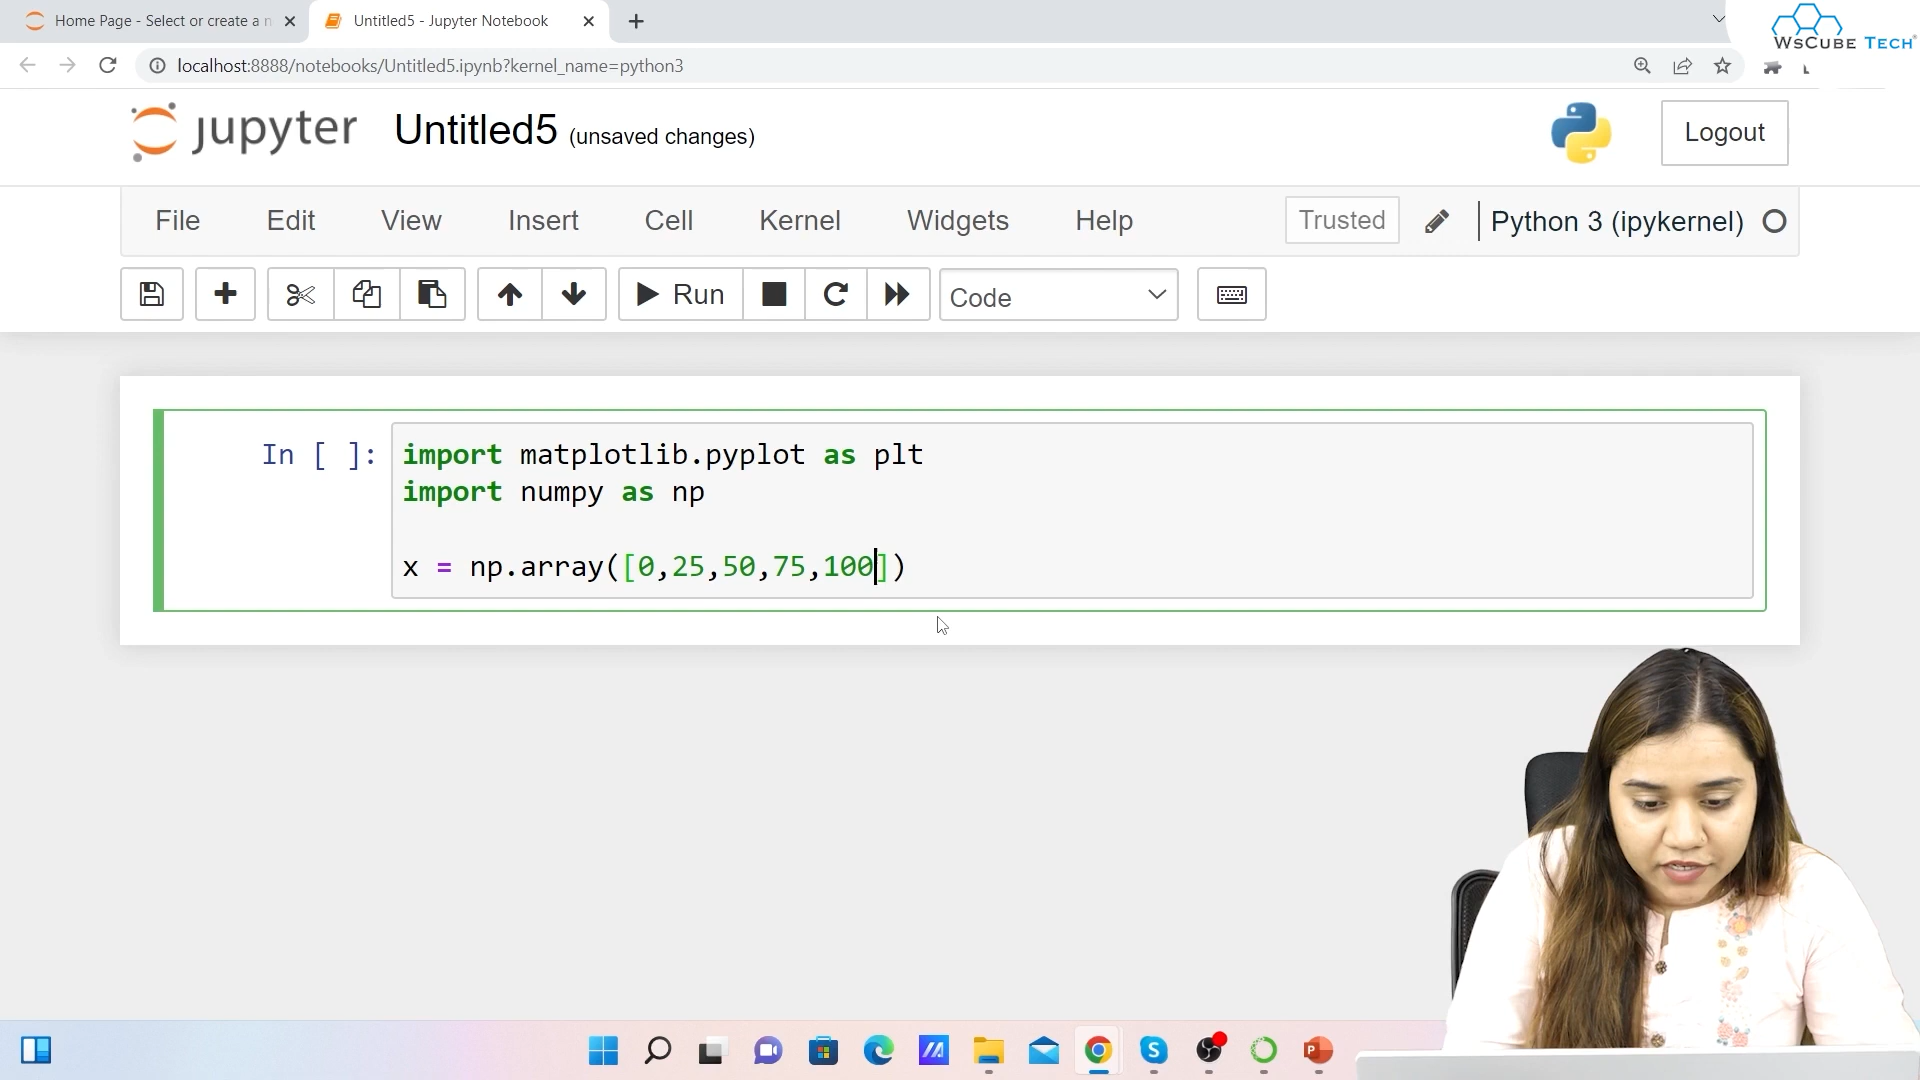 Home Page - Select or create a n
Untitled5 - Jupyter Notebook
WsCube Tech
localhost:8888/notebooks/Untitled5.ipynb?kernel_name=python3
jupyter Untitled5 (unsaved changes)
Logout
File Edit View Insert Cell Kernel Widgets Help Trusted Python 3 (ipykernel)
Run Code
In [ ]: import matplotlib.pyplot as plt
import numpy as np
x = np.array([0,25,50,75,100])